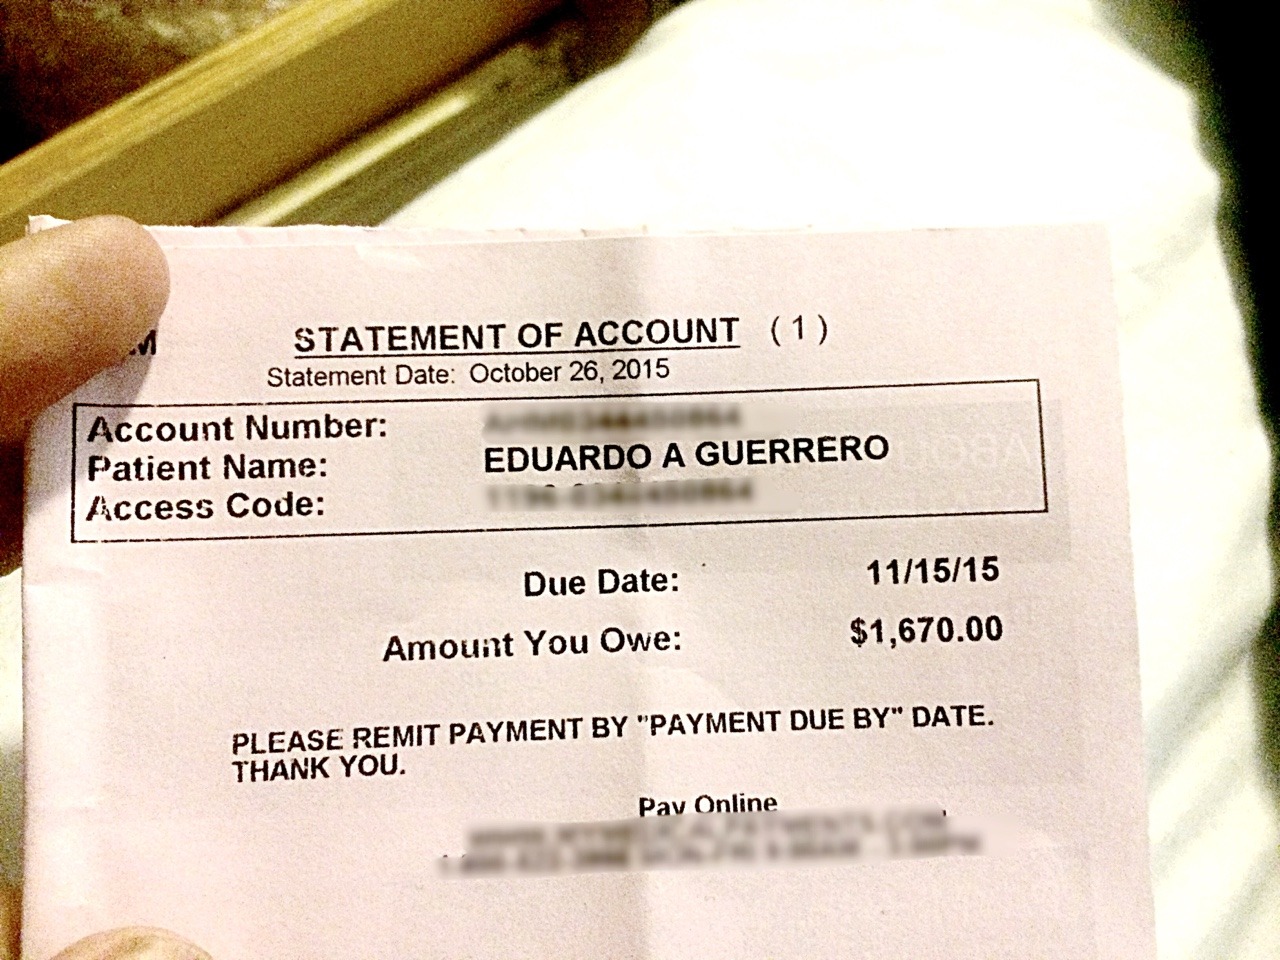 M
STATEMENT OF ACCOUNT (1)
Statement Date: October 26, 2015
Account Number:
Patient Name: EDUARDO A GUERRERO
Access Code:
Due Date: 11/15/15
Amount You Owe: $1,670.00
PLEASE REMIT PAYMENT BY "PAYMENT DUE BY" DATE.
THANK YOU.
Pay Online